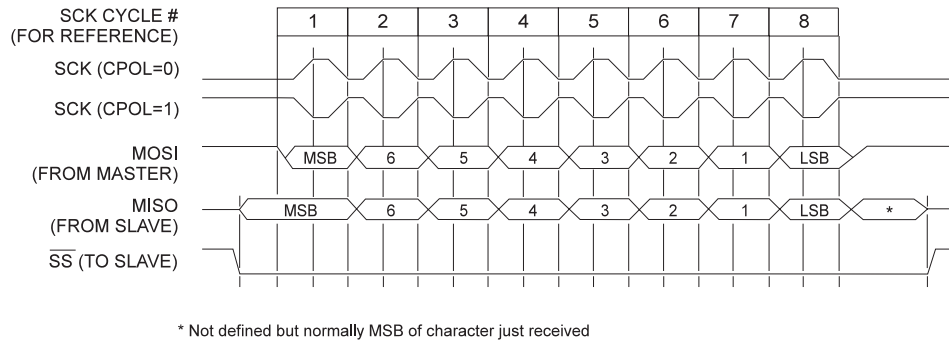 SCK CYCLE # 1 2 3 4 5 6 7 8
(FOR REFERENCE)
SCK (CPOL=0)
SCK (CPOL=1)
MOSI MSB 6 5 4 3 2 1 LSB
(FROM MASTER)
MISO MSB 6 5 4 3 2 1 LSB *
(FROM SLAVE)
SS (TO SLAVE)
* Not defined but normally MSB of character just received